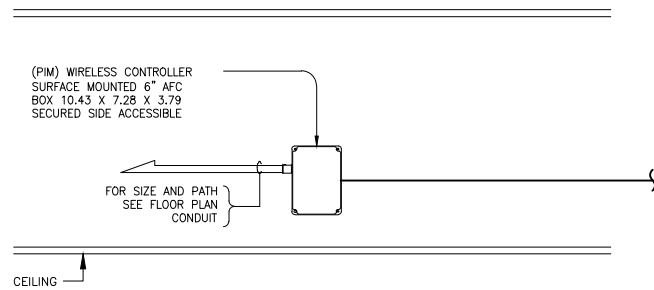 (PIM) WIRELESS CONTROLLER
SURFACE MOUNTED 6" AFC
BOX 10.43 X 7.28 X 3.79
SECURED SIDE ACCESSIBLE
FOR SIZE AND PATH
SEE FLOOR PLAN
CONDUIT
CEILING